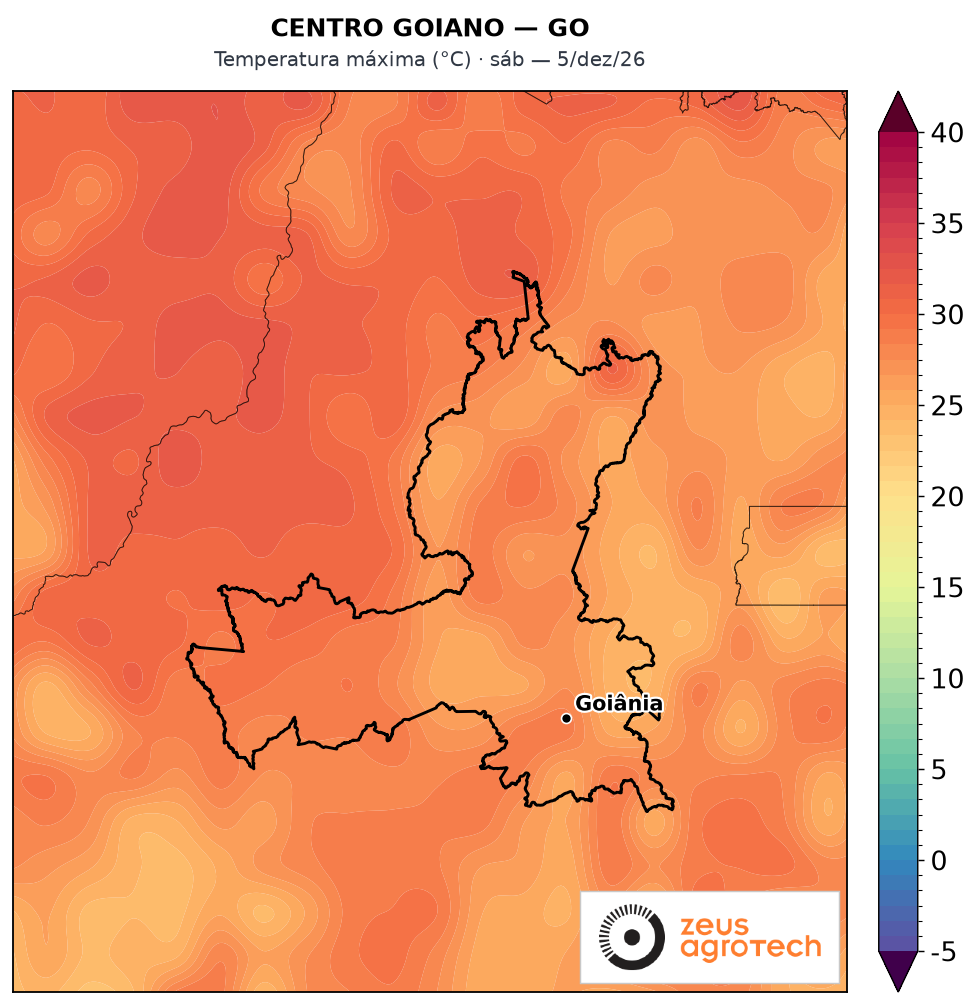 CENTRO GOIANO — GO
Temperatura máxima (°C) · sáb — 5/dez/26
40
35
30
25
20
15
10
5
0
-5
Goiânia
zeus
agrotech